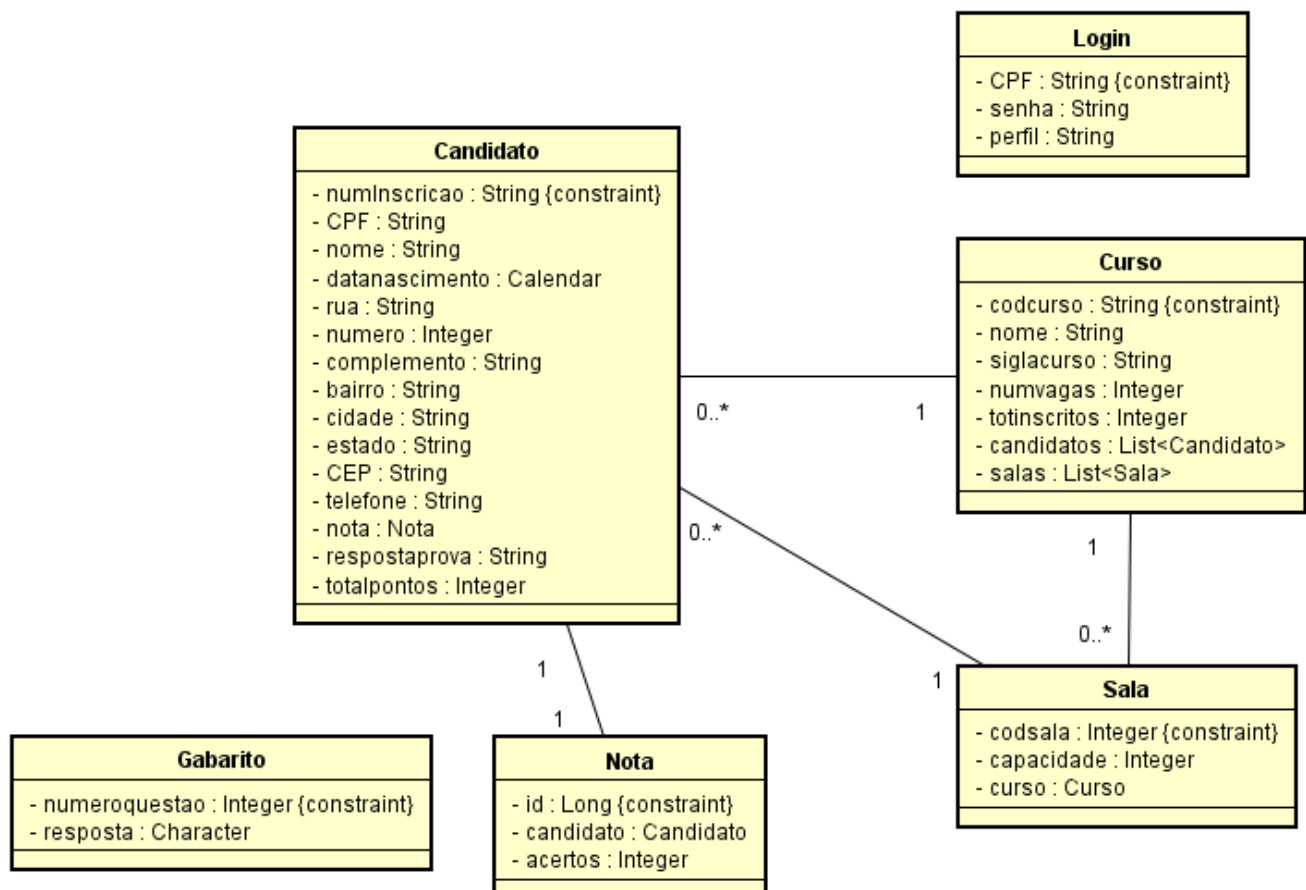 Login
- CPF : String {constraint}
- senha : String
- perfil : String
Candidato
- numInscricao : String {constraint}
- CPF : String
- nome : String
- datanascimento : Calendar
- rua : String
- numero : Integer
- complemento : String
- bairro : String
- cidade : String
- estado : String
- CEP : String
- telefone : String
- nota : Nota
- respostaprova : String
- totalpontos : Integer
Curso
- codcurso : String {constraint}
- nome : String
- siglacurso : String
- numvagas : Integer
- totinscritos : Integer
- candidatos : List<Candidato>
- salas : List<Sala>
0..*
1
0..*
1
1
0..*
1
1
Sala
- codsala : Integer {constraint}
- capacidade : Integer
- curso : Curso
Gabarito
- numeroquestao : Integer {constraint}
- resposta : Character
Nota
- id : Long {constraint}
- candidato : Candidato
- acertos : Integer